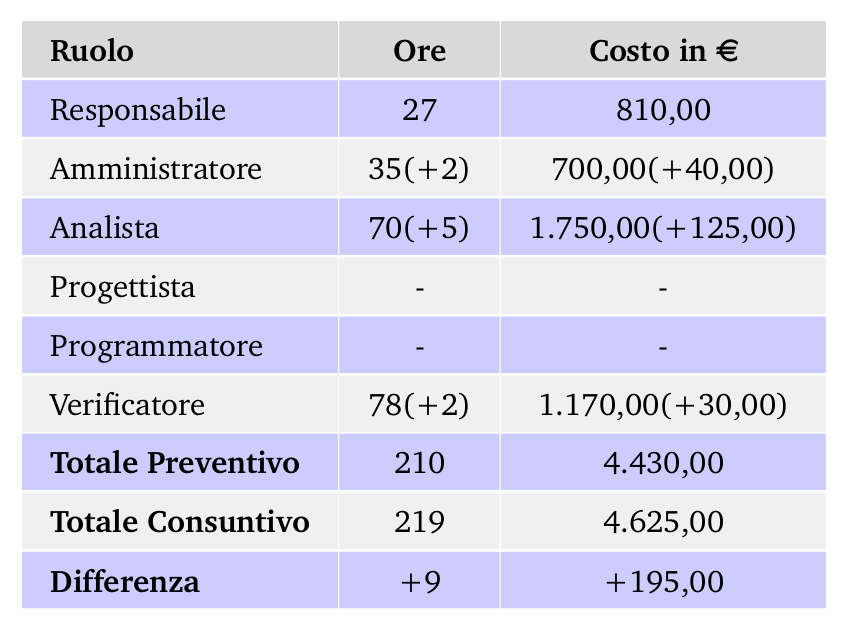 Ruolo Ore Costo in €
Responsabile 27 810,00
Amministratore 35(+2) 700,00(+40,00)
Analista 70(+5) 1.750,00(+125,00)
Progettista - -
Programmatore - -
Verificatore 78(+2) 1.170,00(+30,00)
Totale Preventivo 210 4.430,00
Totale Consuntivo 219 4.625,00
Differenza +9 +195,00